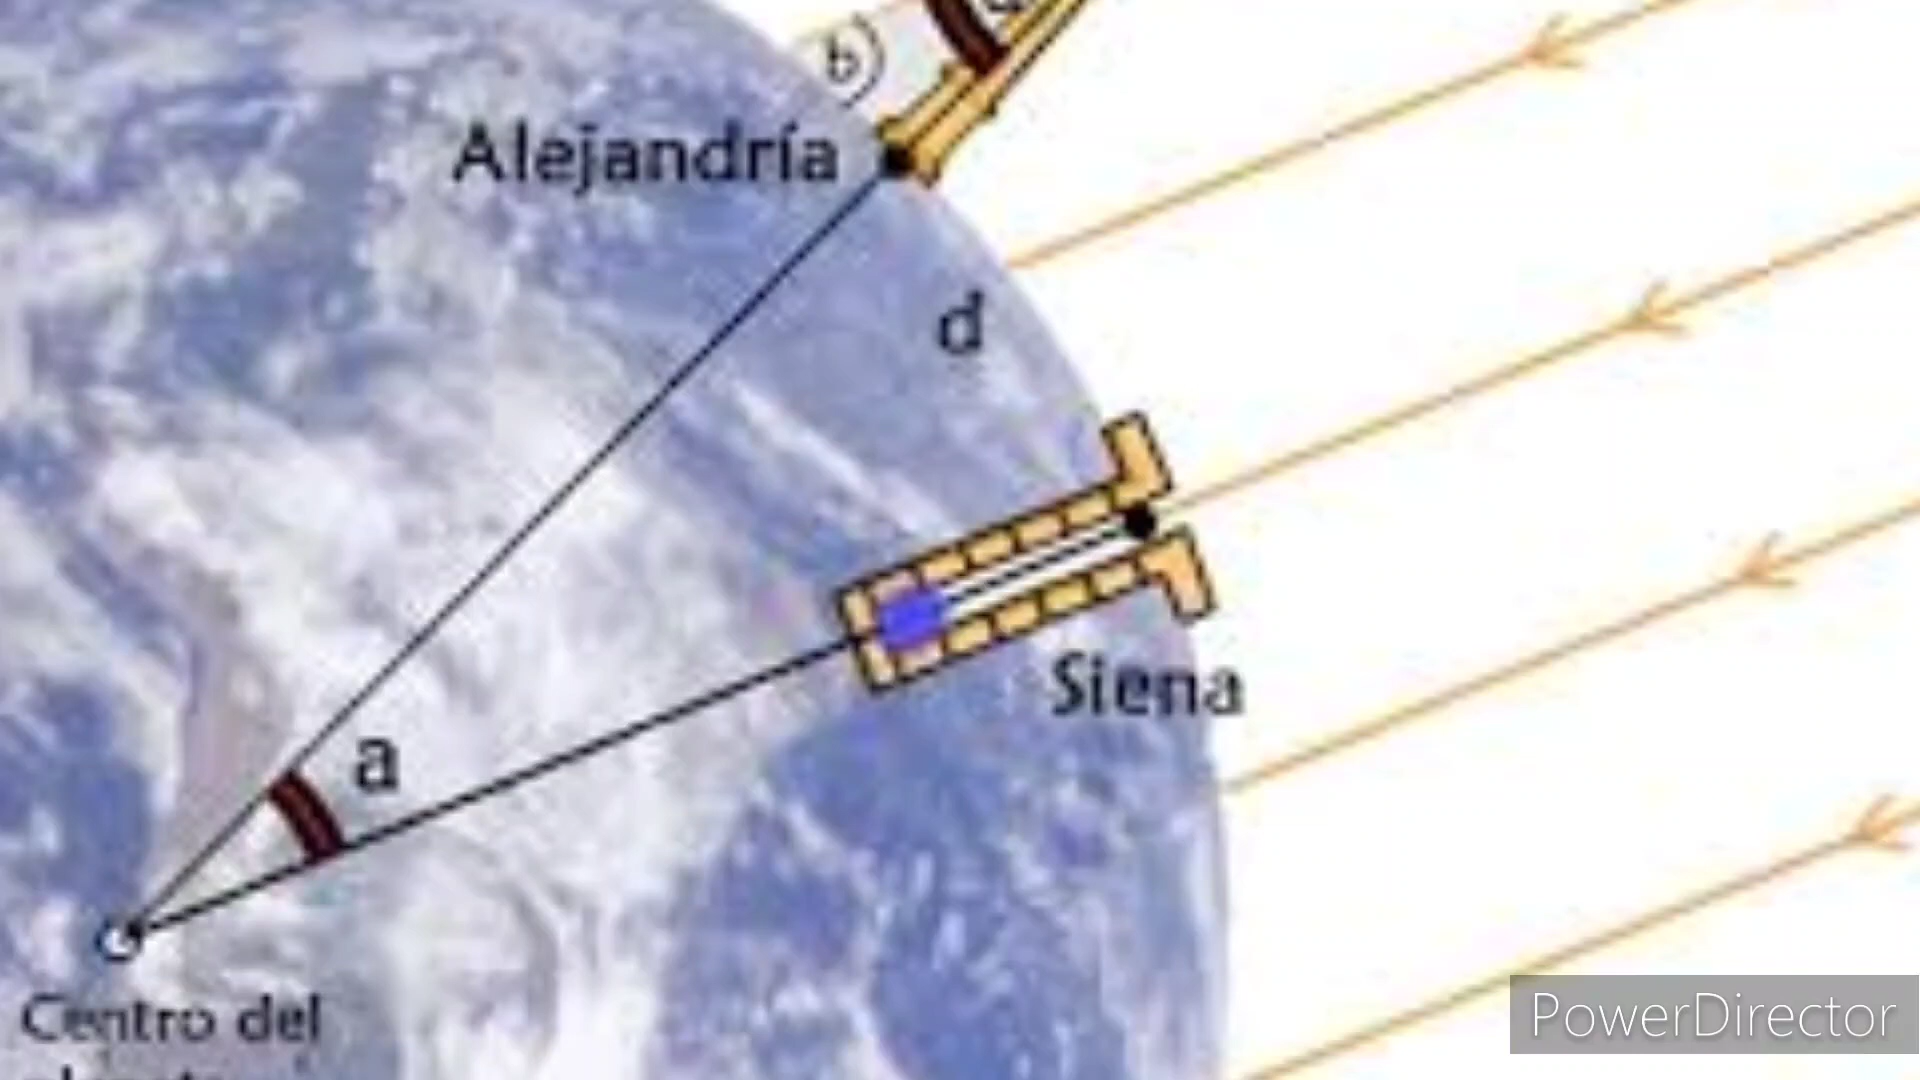 b
Alejandría
d
Siena
a
Centro del
PowerDirector